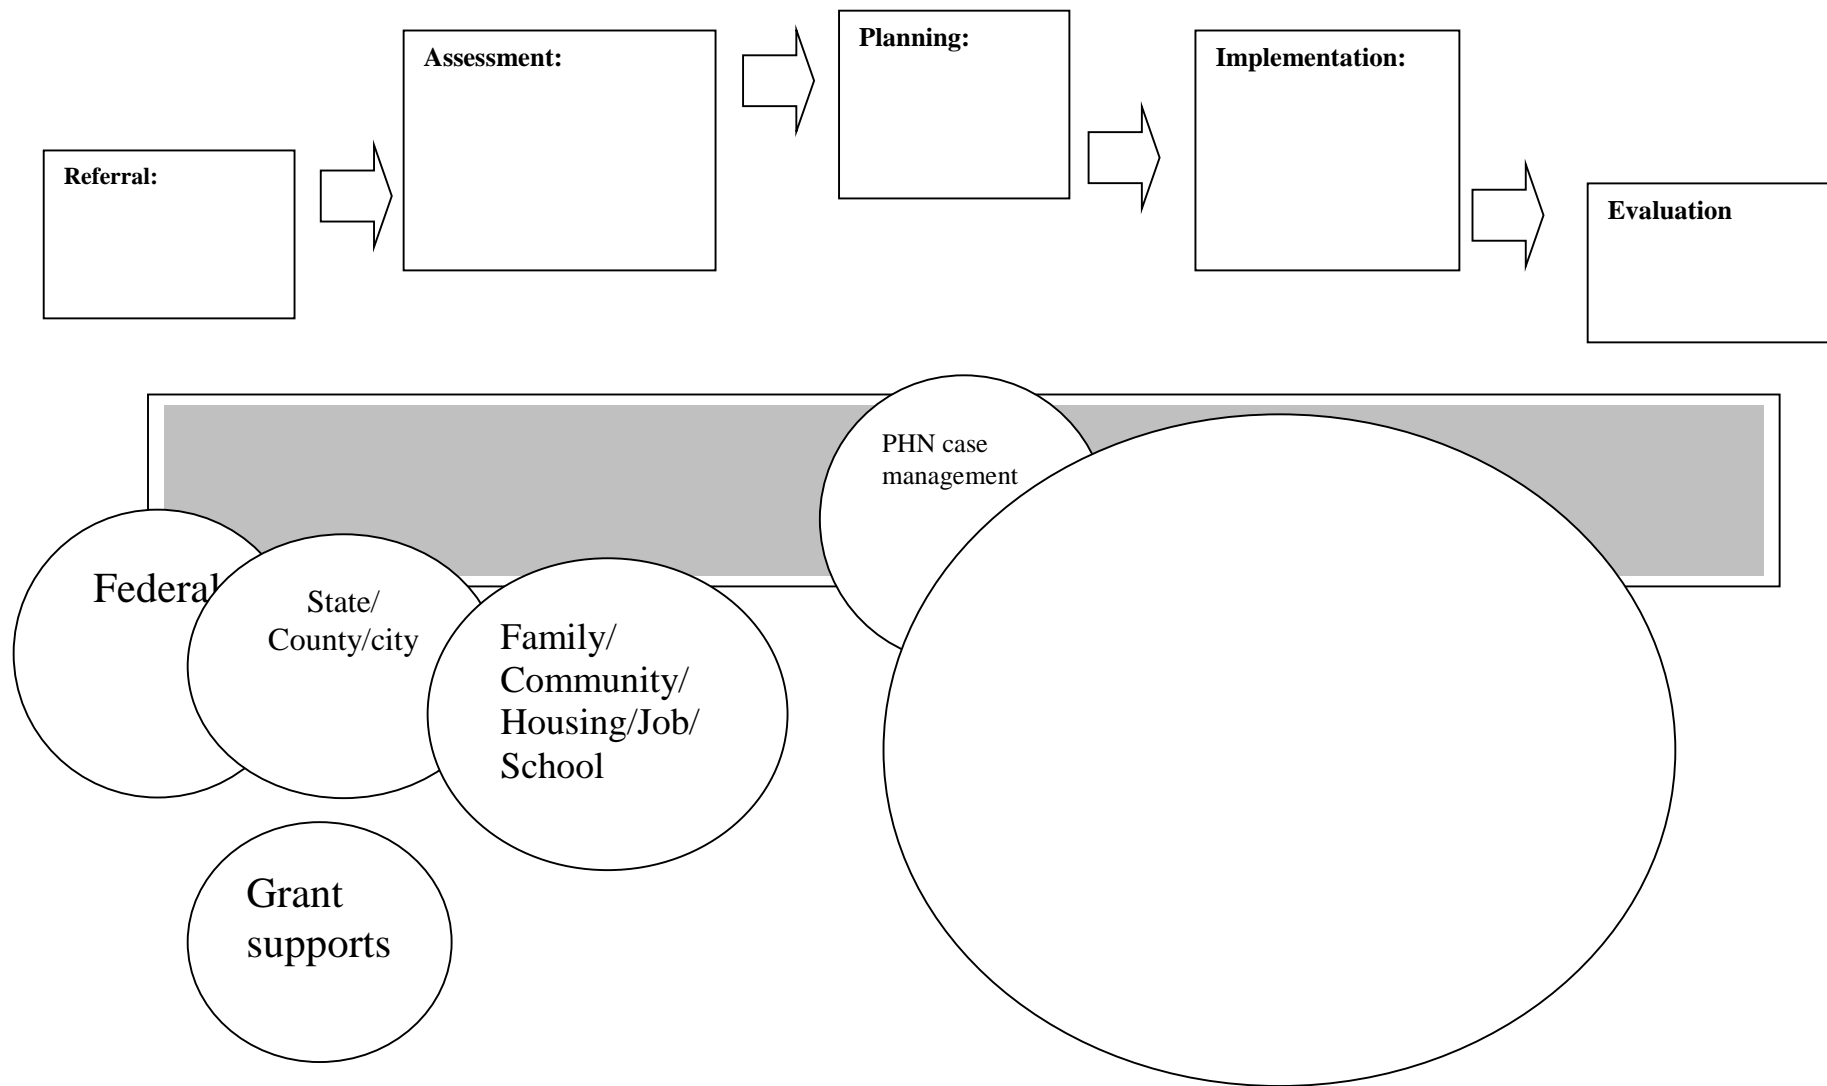 Referral:
Assessment:
Planning:
Implementation:
Evaluation
PHN case
management
Federal
State/
County/city
Family/
Community/
Housing/Job/
School
Grant
supports